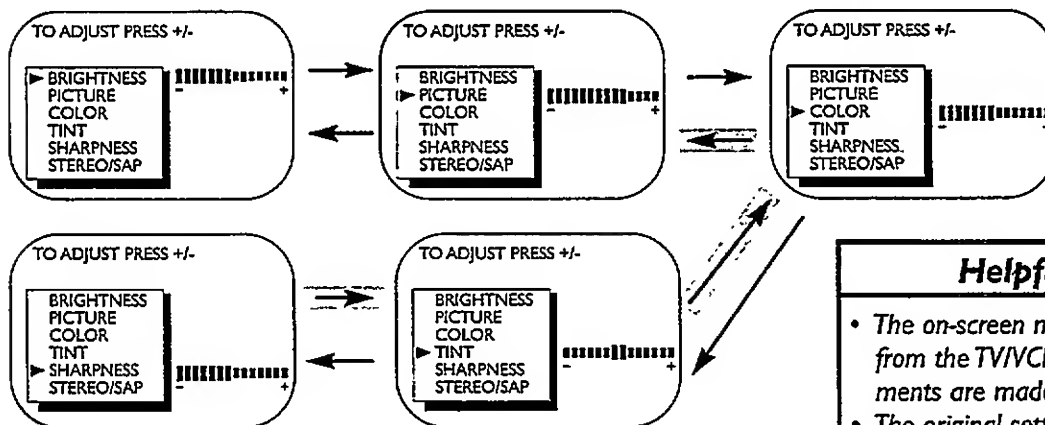 TO ADJUST PRESS +/-
► BRIGHTNESS
PICTURE
COLOR
TINT
SHARPNESS
STEREO/SAP
- +
TO ADJUST PRESS +/-
BRIGHTNESS
► PICTURE
COLOR
TINT
SHARPNESS
STEREO/SAP
- +
TO ADJUST PRESS +/-
BRIGHTNESS
PICTURE
► COLOR
TINT
SHARPNESS
STEREO/SAP
- +
TO ADJUST PRESS +/-
BRIGHTNESS
PICTURE
COLOR
TINT
► SHARPNESS
STEREO/SAP
- +
TO ADJUST PRESS +/-
BRIGHTNESS
PICTURE
COLOR
► TINT
SHARPNESS
STEREO/SAP
- +
• The on-screen
from the
are made
• The original